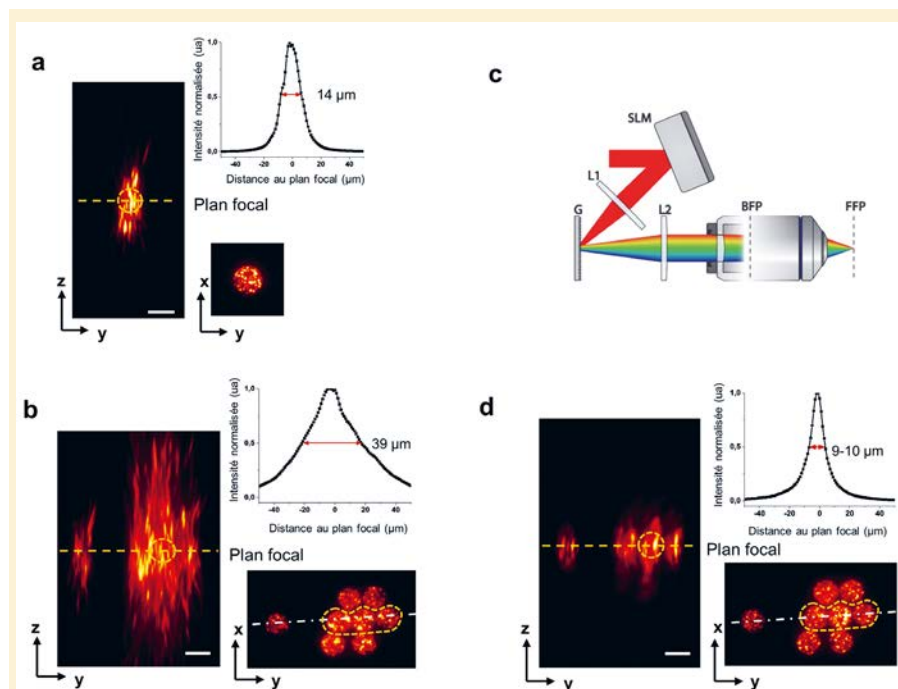 a
Intensité normalisée (ua)
1,0
0,5
0,0
14 µm
-40 -20 0 20 40
Distance au plan focal (µm)
Plan focal
z
y
x
y
b
Intensité normalisée (ua)
1,0
0,5
0,0
39 µm
-40 -20 0 20 40
Distance au plan focal (µm)
Plan focal
z
y
x
y
c
SLM
L1
G
L2
BFP
FFP
d
Intensité normalisée (ua)
1,0
0,5
0,0
9-10 µm
-40 -20 0 20 40
Distance au plan focal (µm)
Plan focal
z
y
x
y